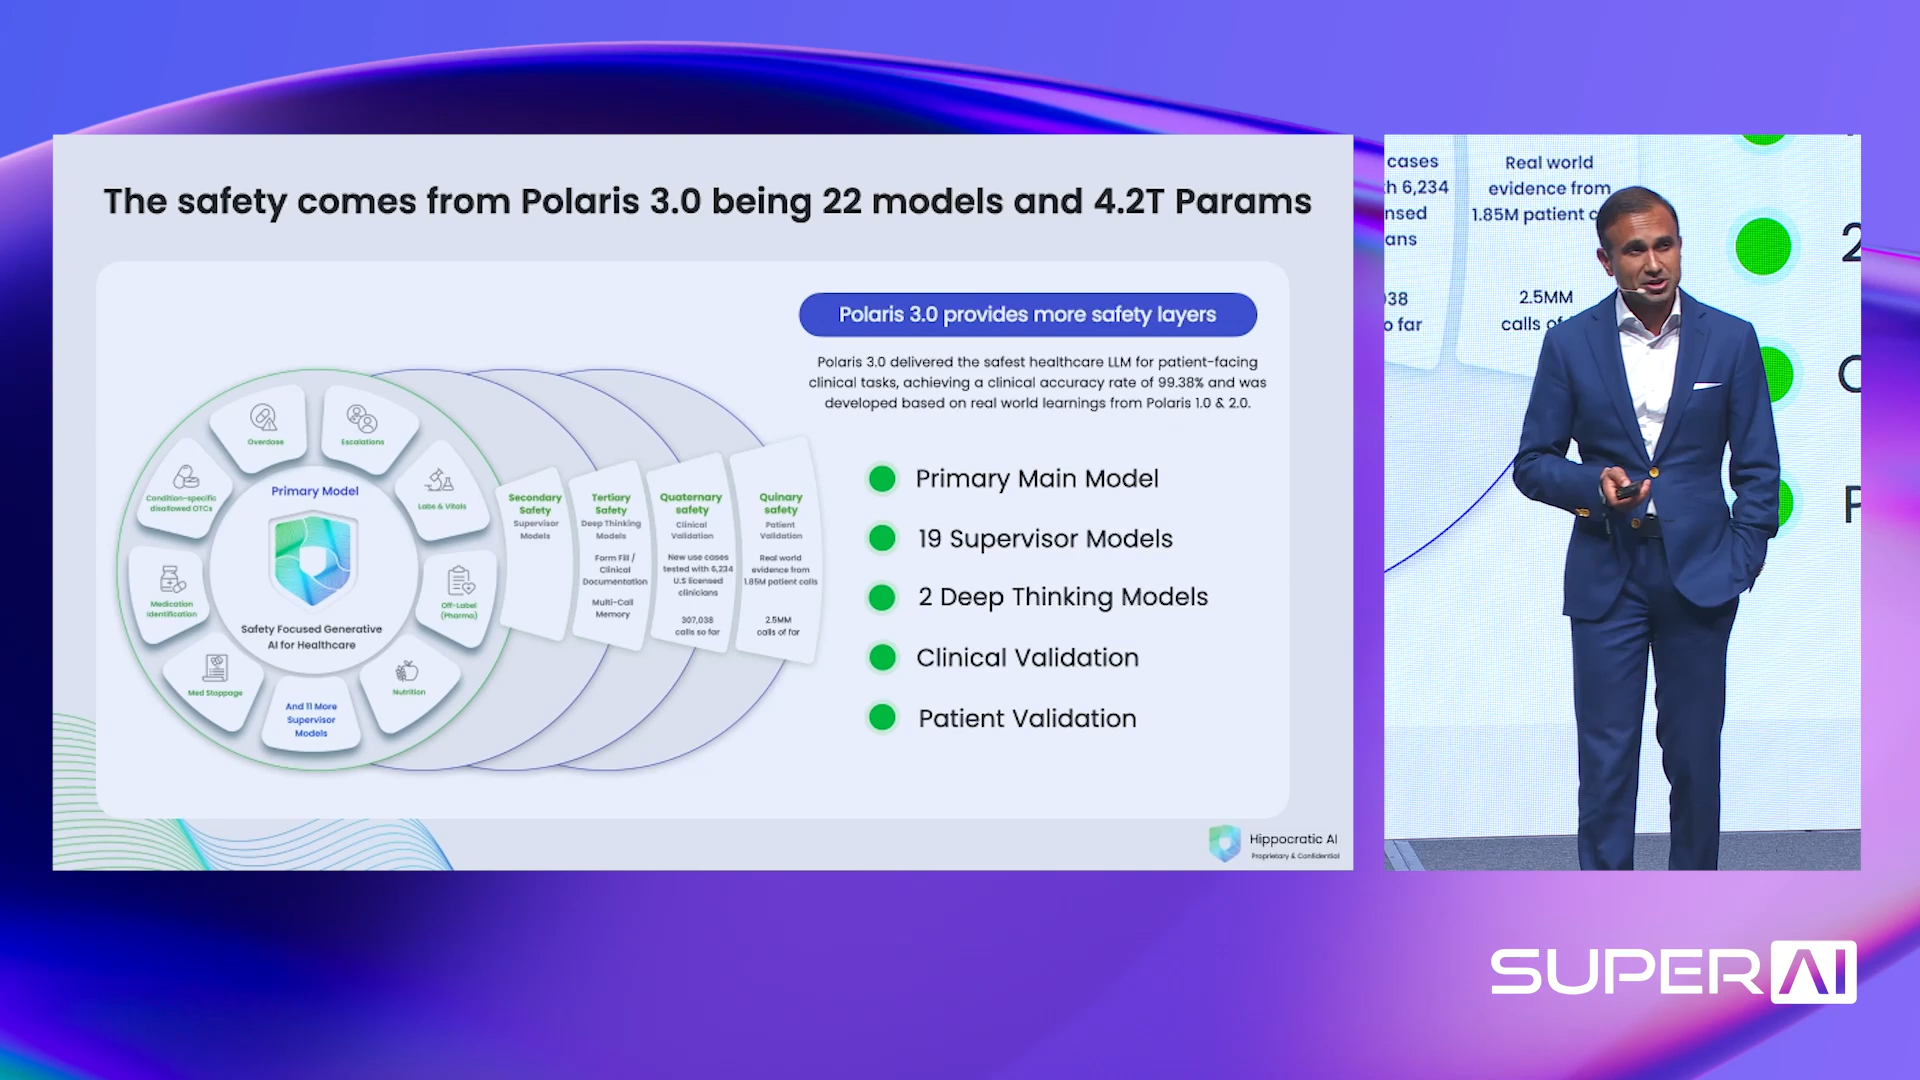 The safety comes from Polaris 3.0 being 22 models and 4.2T Params
Polaris 3.0 provides more safety layers
Polaris 3.0 delivered the safest healthcare LLM for patient-facing
clinical tasks, achieving a clinical accuracy rate of 99.38% and was
developed based on real world learnings from Polaris 1.0 & 2.0.
Overdose
Escalations
Condition-specific
disallowed OTCs
Labs & Vitals
Medication
Identification
Off-Label
(Pharma)
Med Stoppage
Nutrition
And 11 More
Supervisor
Models
Primary Model
Safety Focused Generative
AI for Healthcare
Secondary
Safety
Supervisor
Models
Tertiary
Safety
Deep Thinking
Models
Form Fill /
Clinical
Documentation
Multi-Call
Memory
Quaternary
safety
Clinical
Validation
New use cases
tested with 6,234
U.S licensed
clinicians
307,038
calls so far
Quinary
safety
Patient
Validation
Real world
evidence from
1.85M patient calls
2.5MM
calls of far
Primary Main Model
19 Supervisor Models
2 Deep Thinking Models
Clinical Validation
Patient Validation
Hippocratic AI
Proprietary & Confidential
cases
h 6,234
nsed
ans
38
o far
Real world
evidence from
1.85M patient c
2.5MM
calls of
2
C
P
SUPER AI